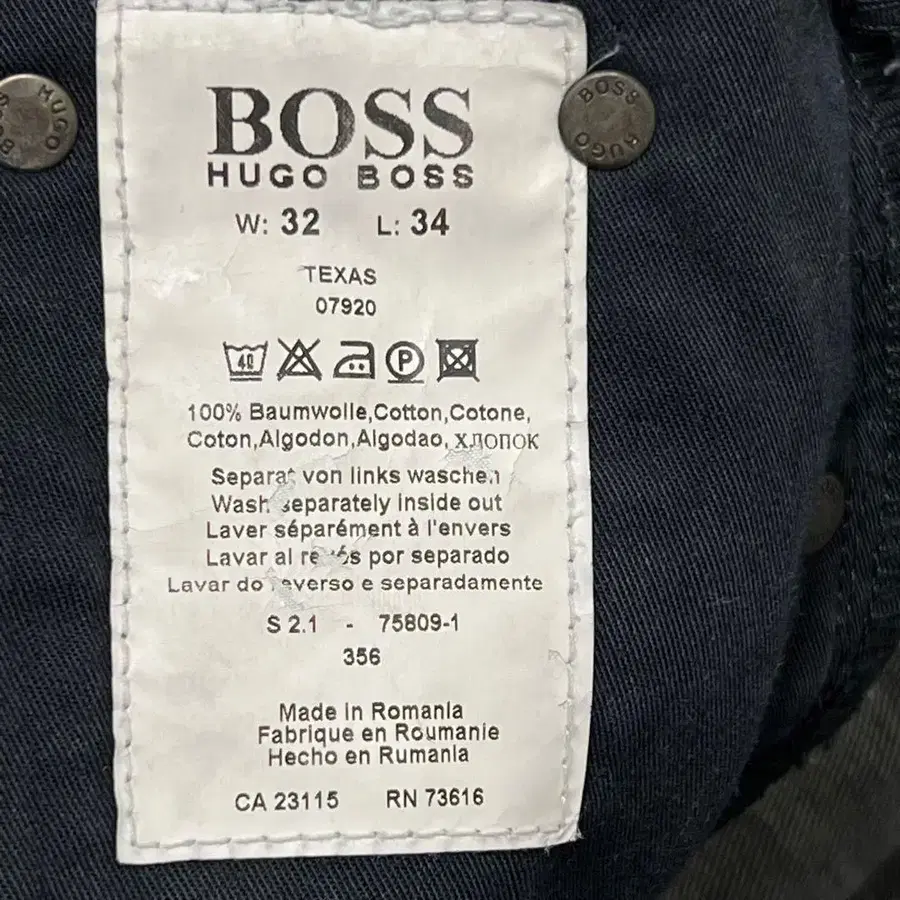 BOSS
HUGO BOSS
W: 32 L: 34
TEXAS
07920
40
P
100% Baumwolle,Cotton,Cotone,
Coton,Algodon,Algodao, хлопок
Separat von links waschen
Wash separately inside out
Laver séparément à l'envers
Lavar al revés por separado
Lavar do reverso e separadamente
S 2.1 - 75809-1
356
Made in Romania
Fabrique en Roumanie
Hecho en Rumania
CA 23115 RN 73616
HUGO BOSS
BOSS HUGO